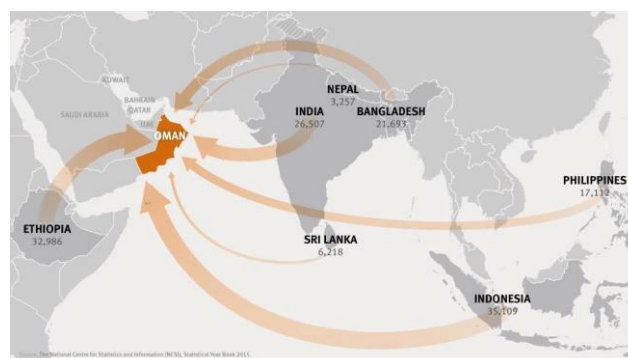 KUWAIT
BAHRAIN
QATAR
SAUDI ARABIA
UAE
OMAN
NEPAL
3,257
INDIA
26,507
BANGLADESH
21,693
PHILIPPINES
17,112
ETHIOPIA
32,986
SRI LANKA
6,218
INDONESIA
35,109
Source: The National Centre for Statistics and Information (NCSI), Statistical Year Book 2015